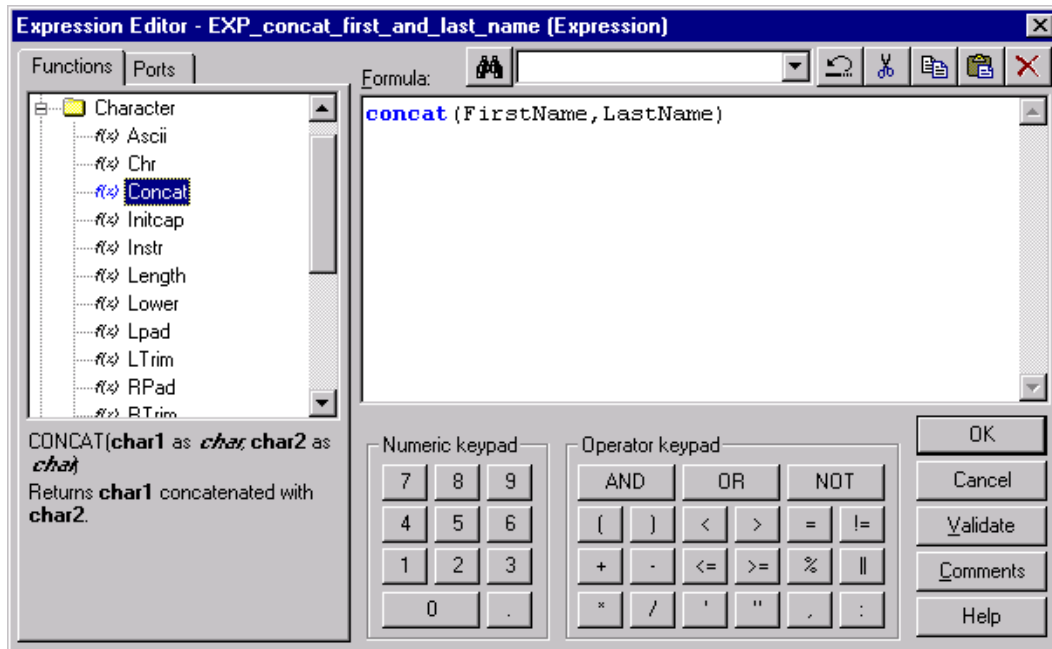 Expression Editor - EXP_concat_first_and_last_name (Expression)
Functions
Ports
Formula:
Character
f(x) Ascii
f(x) Chr
f(x) Concat
f(x) Initcap
f(x) Instr
f(x) Length
f(x) Lower
f(x) Lpad
f(x) LTrim
f(x) RPad
f(x) RTrim
CONCAT(char1 as char, char2 as
char)
Returns char1 concatenated with
char2.
concat(FirstName,LastName)
Numeric keypad
7 8 9
4 5 6
1 2 3
0 .
Operator keypad
AND OR NOT
( ) < > = !=
+ - <= >= % ||
* / ' " , :
OK
Cancel
Validate
Comments
Help